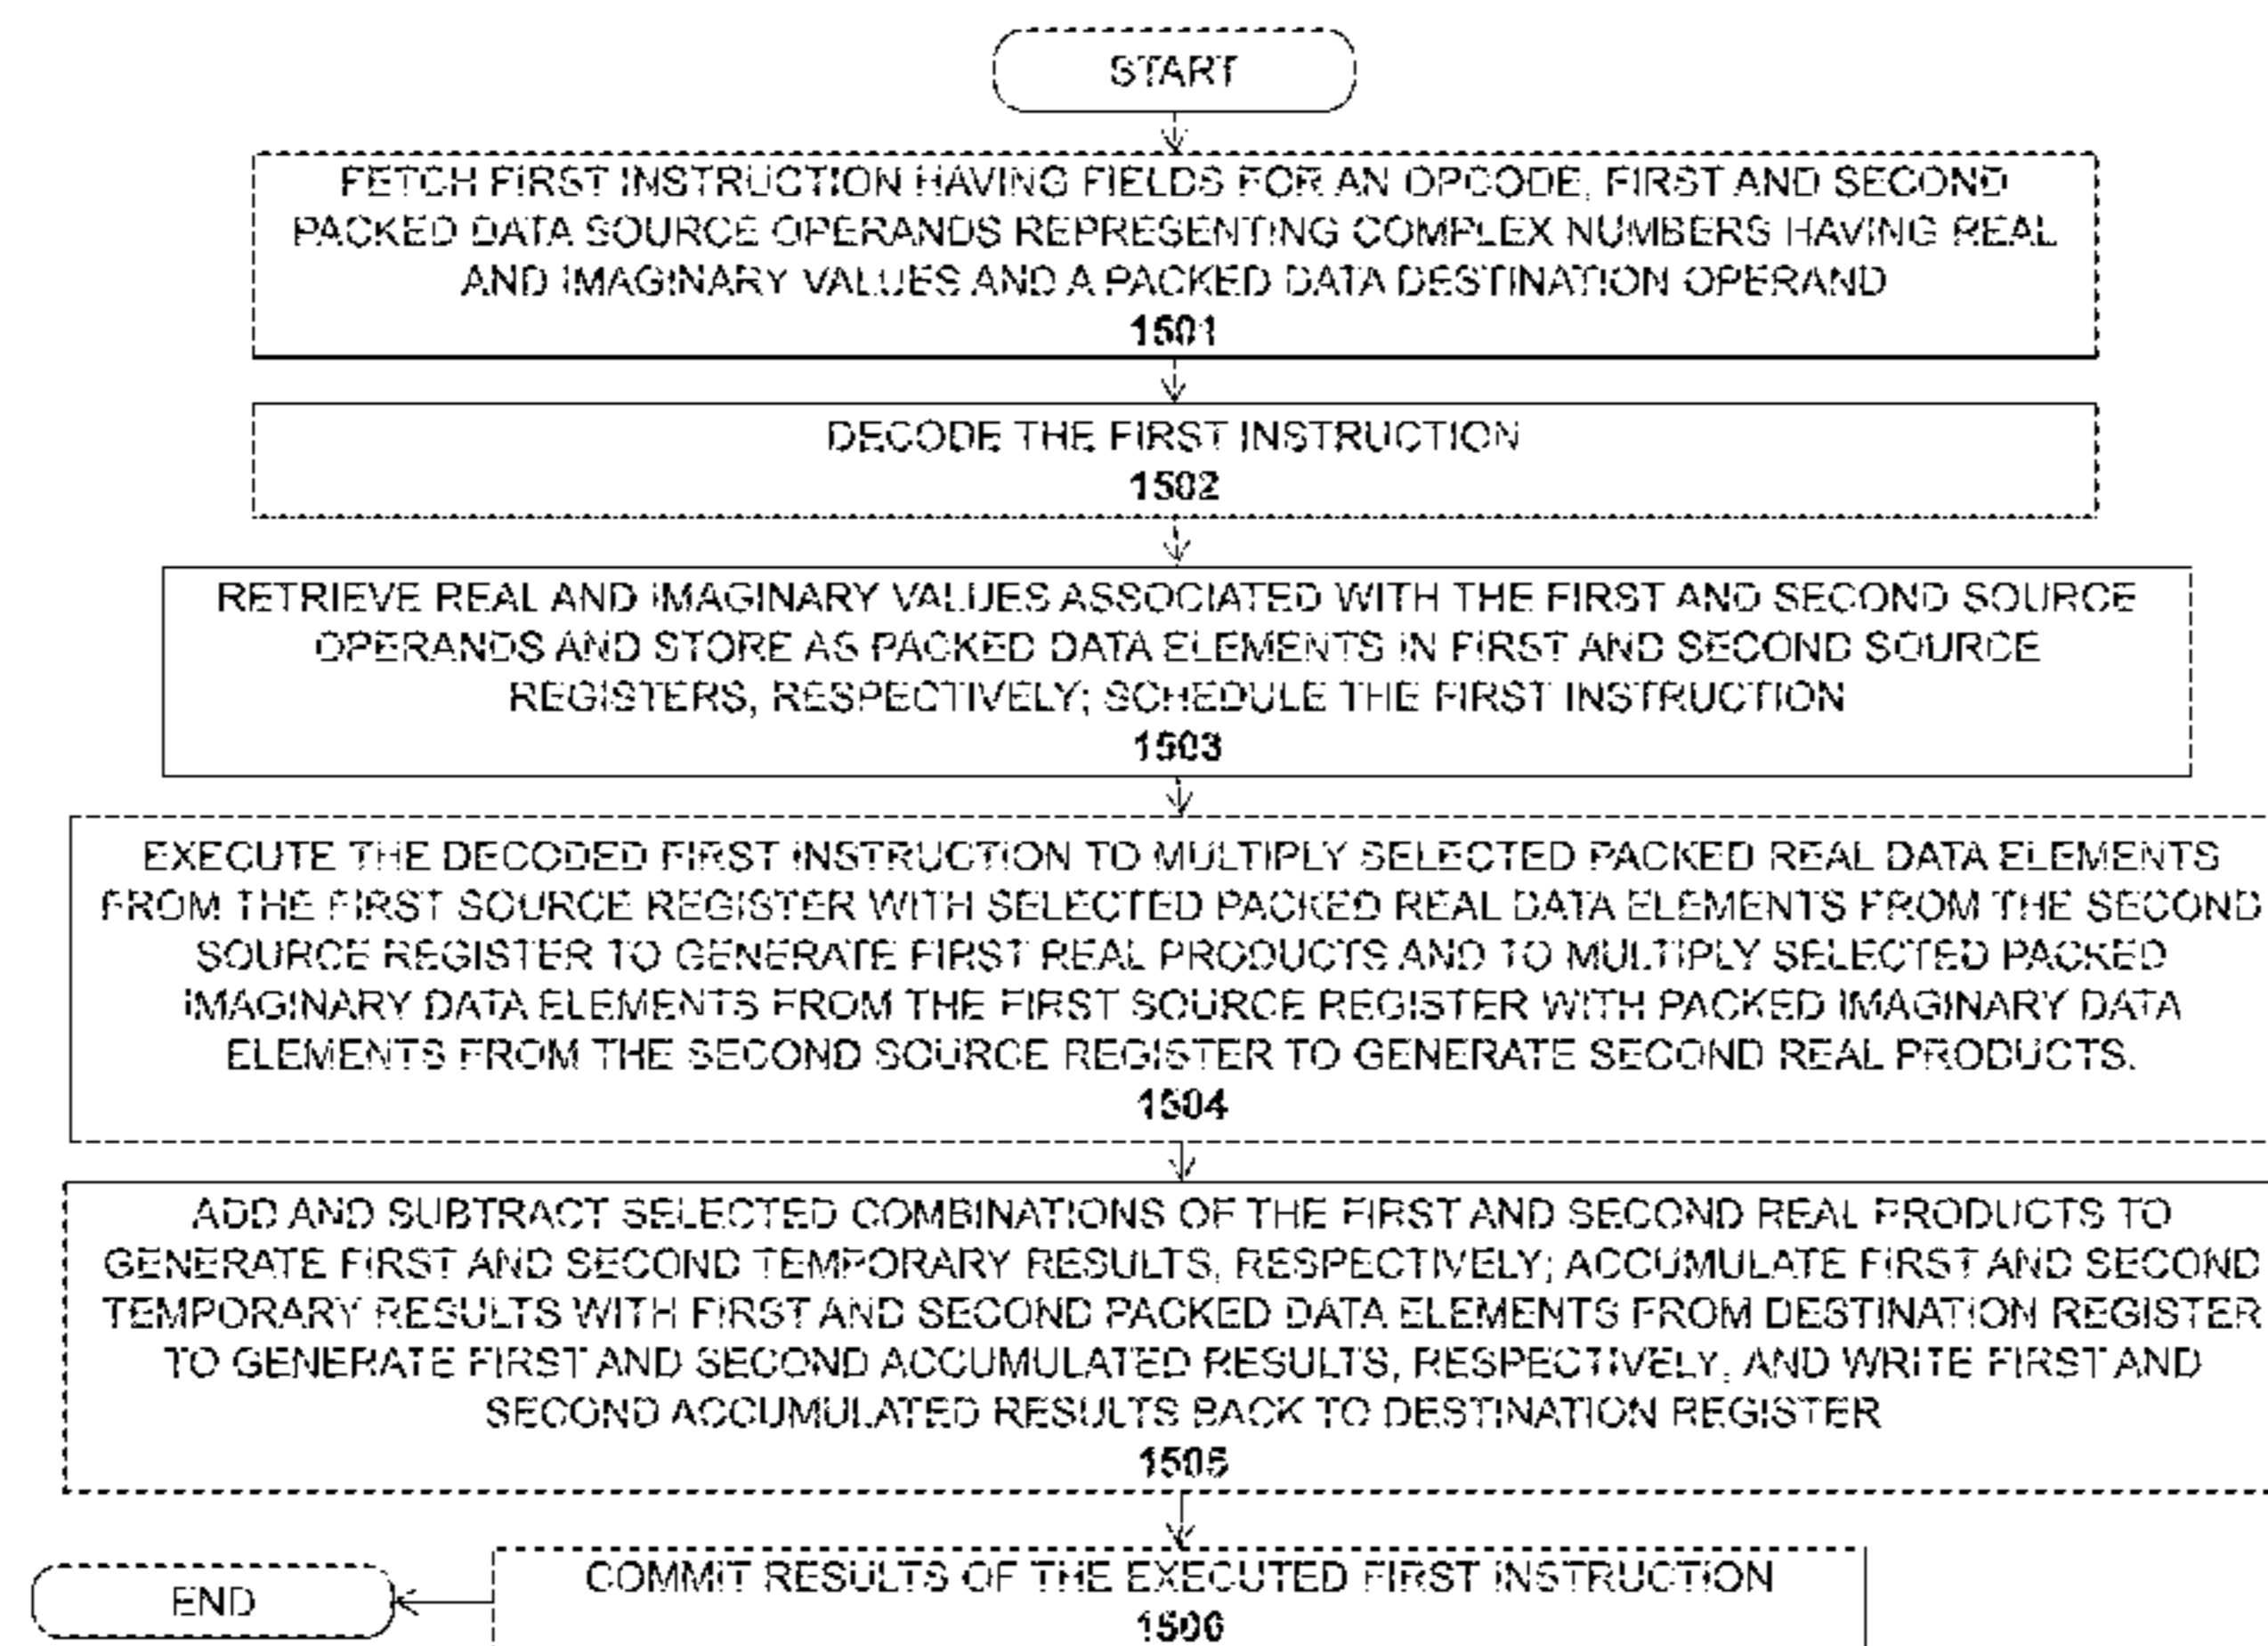 START
FETCH FIRST INSTRUCTION HAVING FIELDS FOR AN OPCODE, FIRST AND SECOND
PACKED DATA SOURCE OPERANDS REPRESENTING COMPLEX NUMBERS HAVING REAL
AND IMAGINARY VALUES AND A PACKED DATA DESTINATION OPERAND
1501
DECODE THE FIRST INSTRUCTION
1502
RETRIEVE REAL AND IMAGINARY VALUES ASSOCIATED WITH THE FIRST AND SECOND SOURCE
OPERANDS AND STORE AS PACKED DATA ELEMENTS IN FIRST AND SECOND SOURCE
REGISTERS, RESPECTIVELY; SCHEDULE THE FIRST INSTRUCTION
1503
EXECUTE THE DECODED FIRST INSTRUCTION TO MULTIPLY SELECTED PACKED REAL DATA ELEMENTS
FROM THE FIRST SOURCE REGISTER WITH SELECTED PACKED REAL DATA ELEMENTS FROM THE SECOND
SOURCE REGISTER TO GENERATE FIRST REAL PRODUCTS AND TO MULTIPLY SELECTED PACKED
IMAGINARY DATA ELEMENTS FROM THE FIRST SOURCE REGISTER WITH PACKED IMAGINARY DATA
ELEMENTS FROM THE SECOND SOURCE REGISTER TO GENERATE SECOND REAL PRODUCTS.
1504
ADD AND SUBTRACT SELECTED COMBINATIONS OF THE FIRST AND SECOND REAL PRODUCTS TO
GENERATE FIRST AND SECOND TEMPORARY RESULTS, RESPECTIVELY; ACCUMULATE FIRST AND SECOND
TEMPORARY RESULTS WITH FIRST AND SECOND PACKED DATA ELEMENTS FROM DESTINATION REGISTER
TO GENERATE FIRST AND SECOND ACCUMULATED RESULTS, RESPECTIVELY, AND WRITE FIRST AND
SECOND ACCUMULATED RESULTS BACK TO DESTINATION REGISTER
1505
COMMIT RESULTS OF THE EXECUTED FIRST INSTRUCTION
1506
END